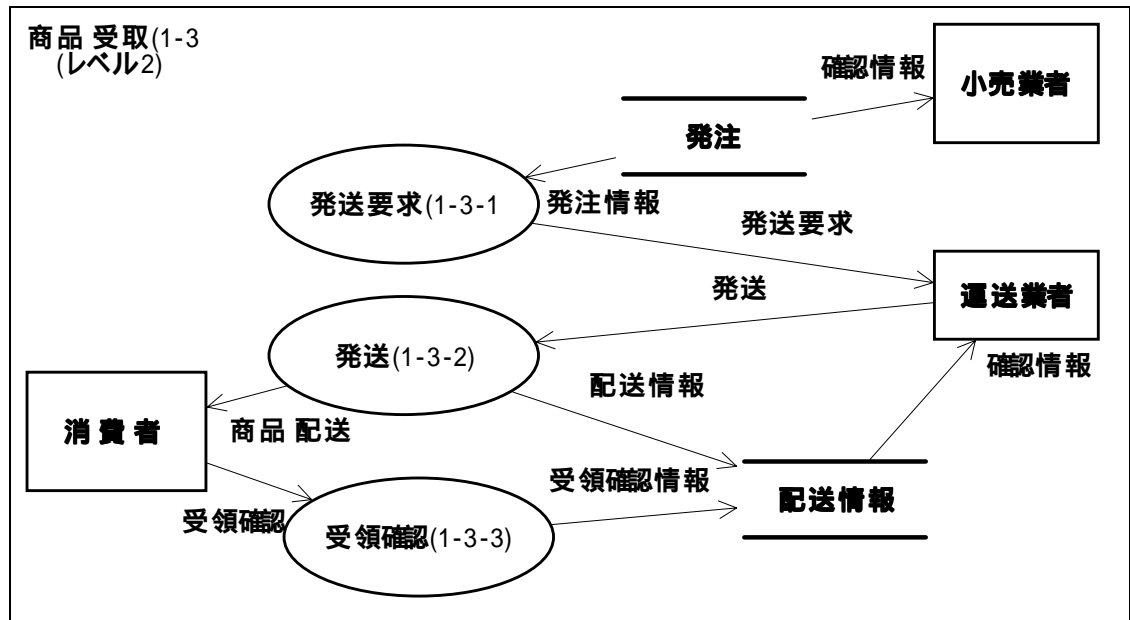 商品 受取(1-3
(レベル2)
確認情報
小売業者
発注
発送要求(1-3-1
発注情報
発送要求
発送
運送業者
発送(1-3-2)
確認情報
配送情報
消費者
商品 配送
受領確認情報
配送情報
受領確認
受領確認(1-3-3)